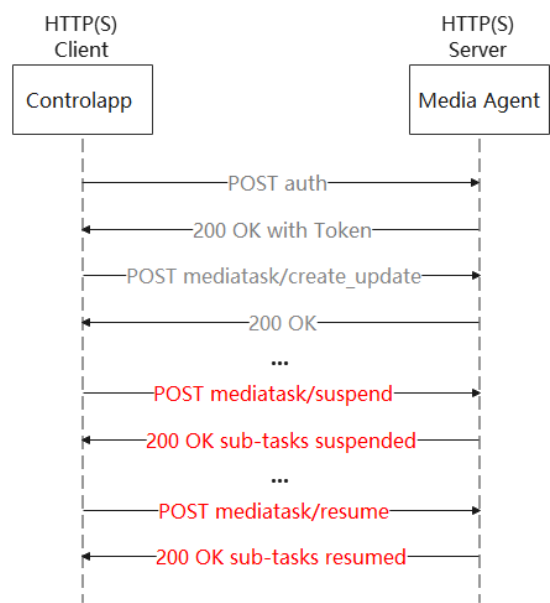 HTTP(S)
Client
HTTP(S)
Server
Controlapp
Media Agent
POST auth
200 OK with Token
POST mediatask/create_update
200 OK
...
POST mediatask/suspend
200 OK sub-tasks suspended
...
POST mediatask/resume
200 OK sub-tasks resumed